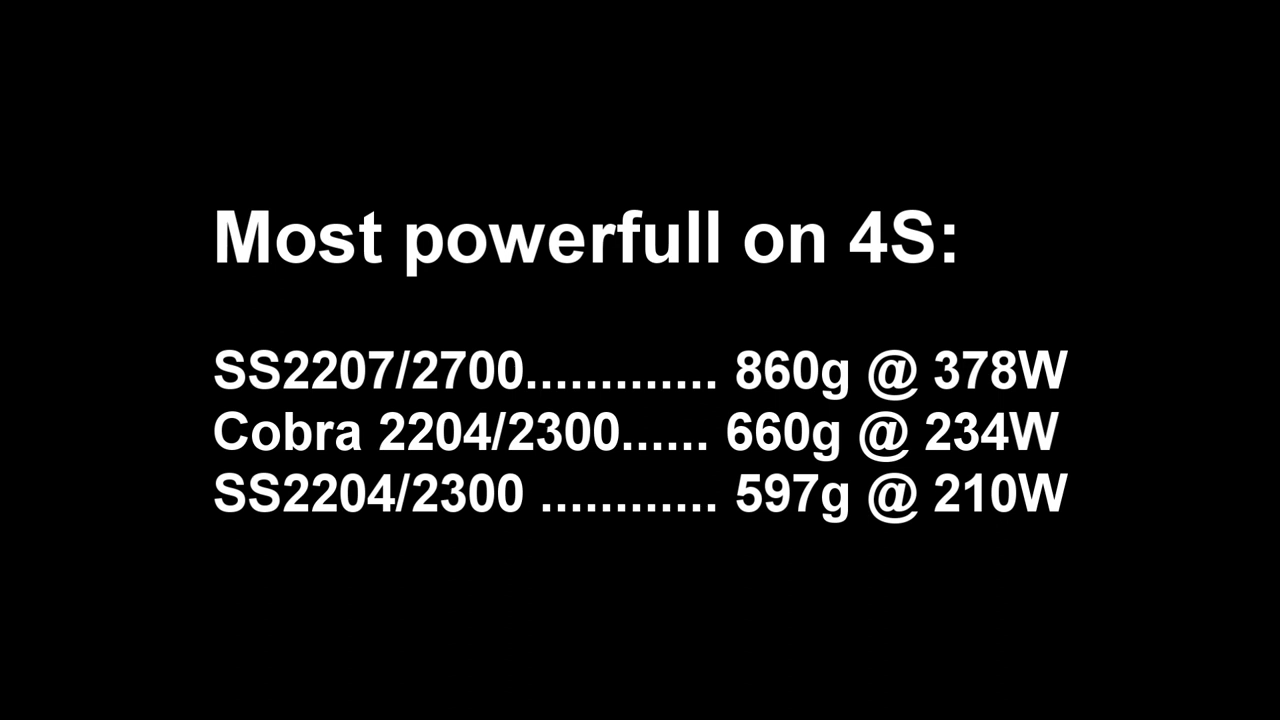 Most powerfull on 4S:
SS2207/2700............. 860g @ 378W
Cobra 2204/2300...... 660g @ 234W
SS2204/2300 ............ 597g @ 210W